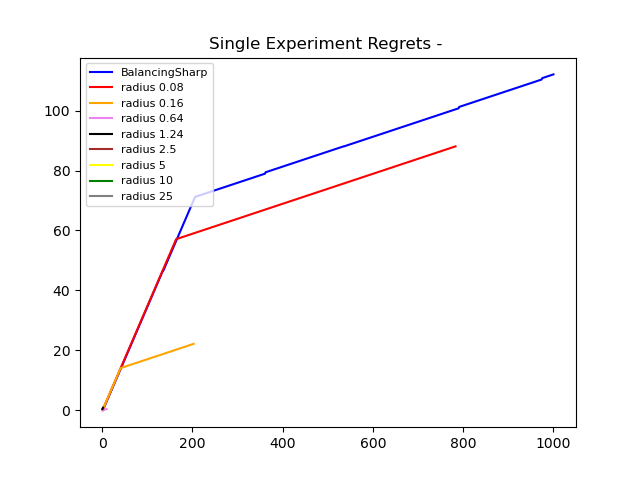 Single Experiment Regrets -
BalancingSharp
radius 0.08
radius 0.16
radius 0.64
radius 1.24
radius 2.5
radius 5
radius 10
radius 25
100
80
60
40
20
0
0 200 400 600 800 1000